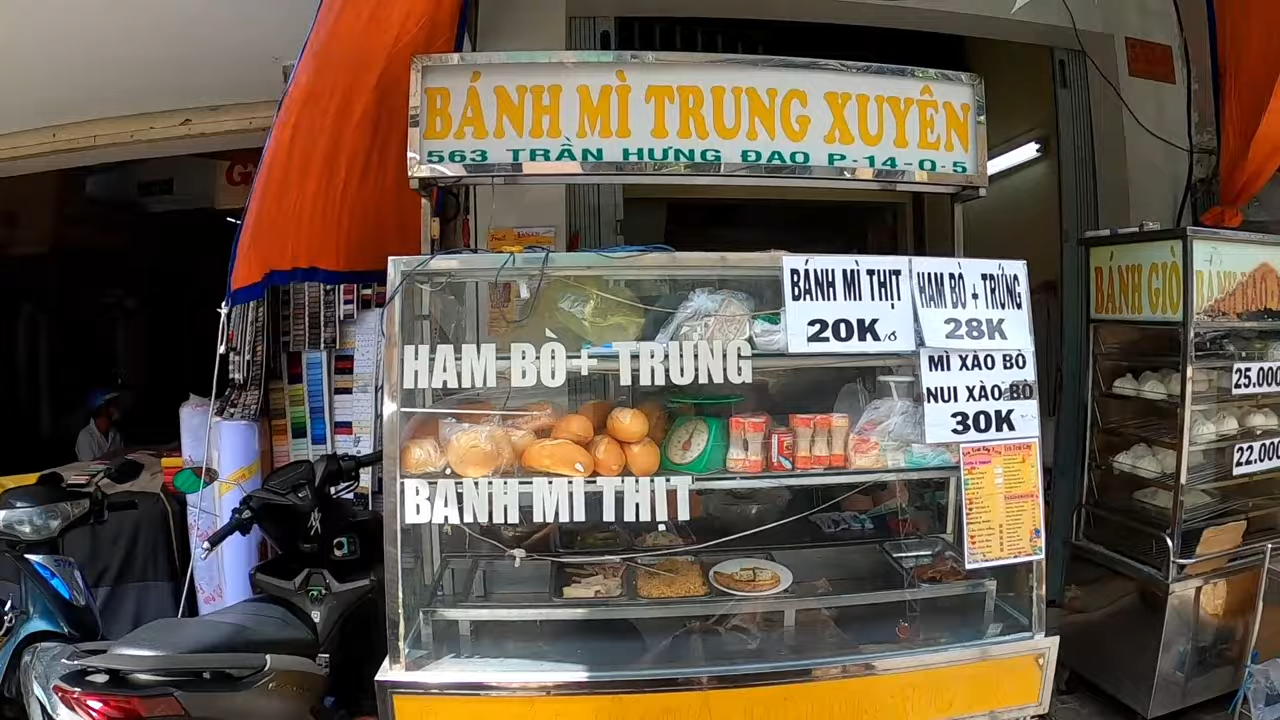 BÁNH MÌ TRUNG XUYÊN
563 TRẦN HƯNG ĐẠO P-14-Q-5
BÁNH MÌ THỊT
20K/ô
HAM BÒ + TRỨNG
28K
MÌ XÀO BÒ
NUI XÀO BÒ
30K
HAM BÒ + TRUNG
BANH MI THỊT
BÁNH GIÒ
25.000
22.000